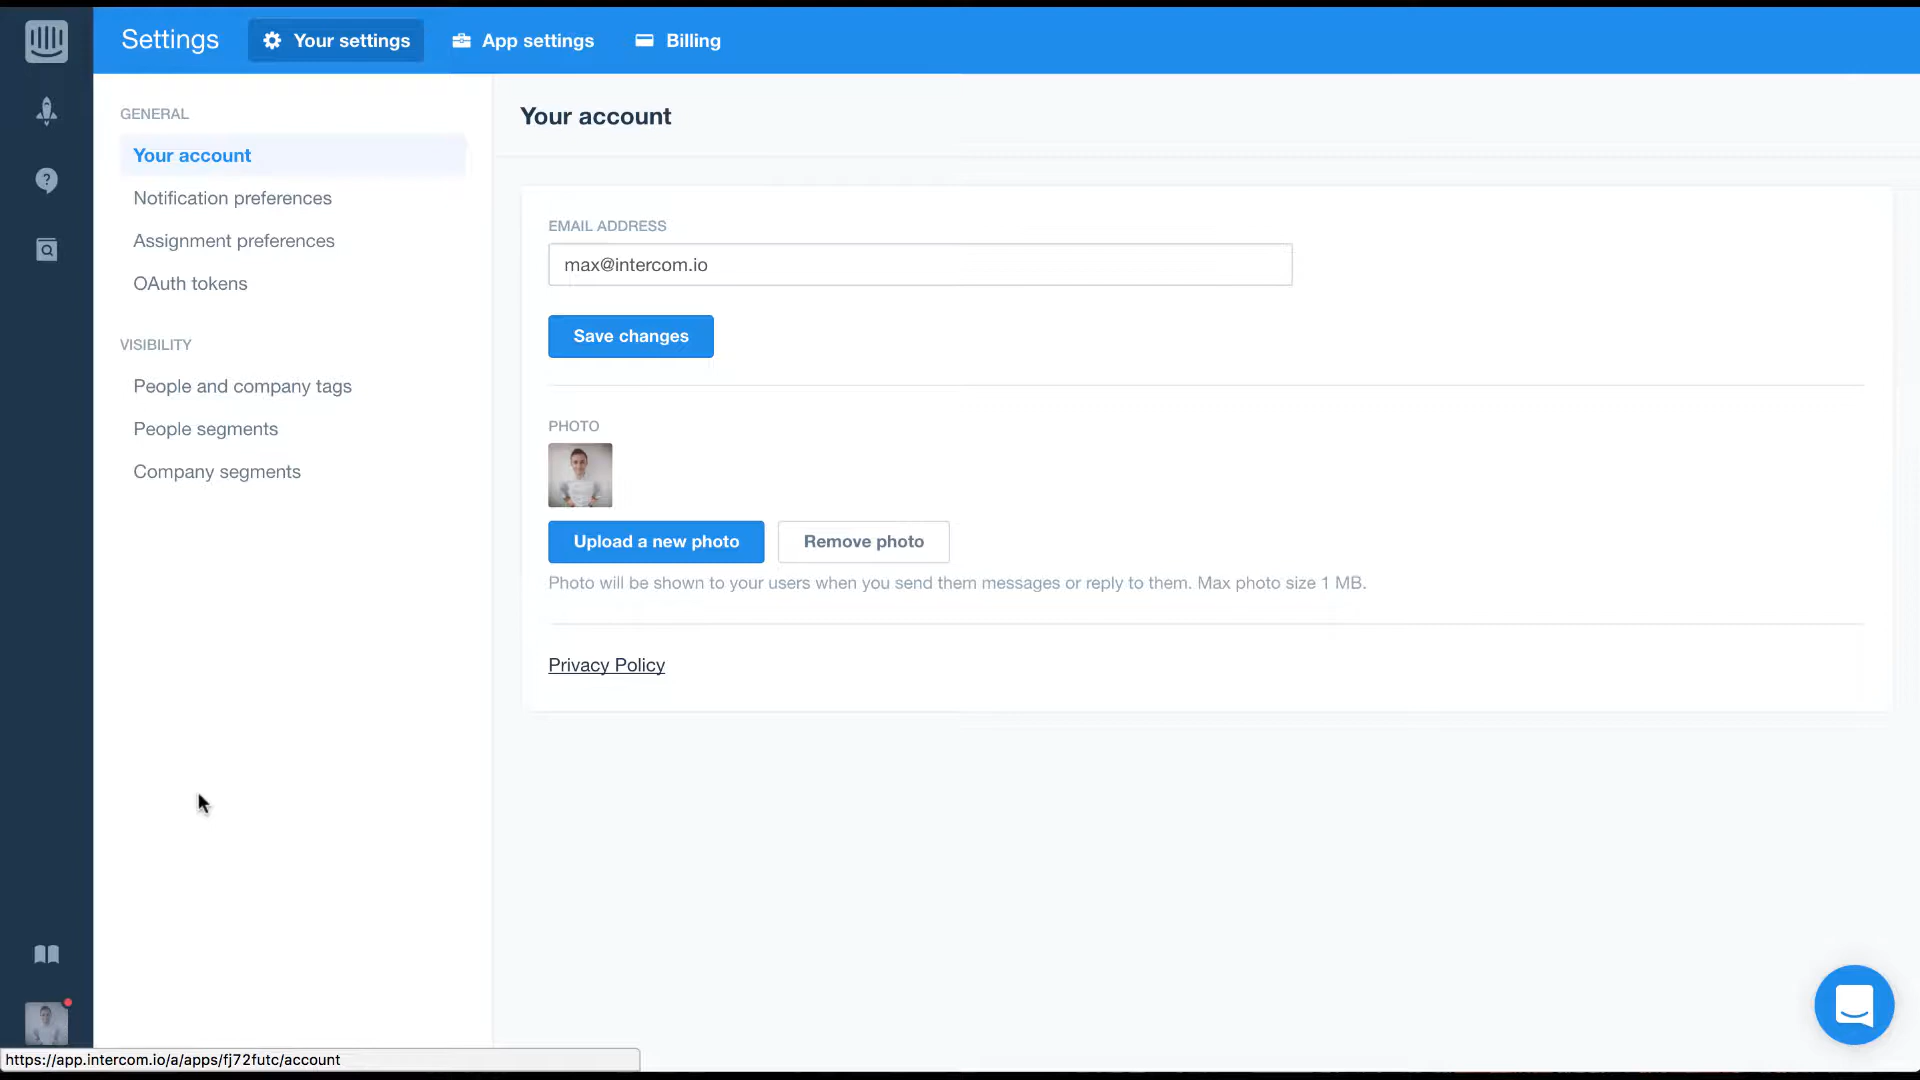 Settings
Your settings
App settings
Billing
GENERAL
Your account
Notification preferences
Assignment preferences
OAuth tokens
VISIBILITY
People and company tags
People segments
Company segments
Your account
EMAIL ADDRESS
max@intercom.io
Save changes
PHOTO
Upload a new photo
Remove photo
Photo will be shown to your users when you send them messages or reply to them. Max photo size 1 MB.
Privacy Policy
https://app.intercom.io/a/apps/fj72futc/account